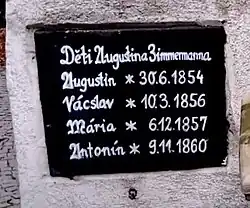 Děti Augustina Zimmermanna
Augustin * 30.6.1854
Vácslav * 10.3.1856
Mária * 6.12.1857
Antonín * 9.11.1860